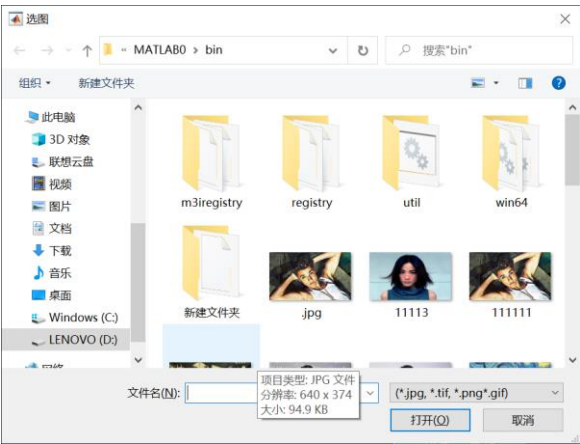 选图
« MATLAB0 › bin
搜索"bin"
组织 新建文件夹
此电脑
3D 对象
联想云盘
视频
图片
文档
下载
音乐
桌面
Windows (C:)
LENOVO (D:)
m3iregistry registry util win64
新建文件夹 .jpg 11113 111111
项目类型: JPG 文件
分辨率: 640 x 374
大小: 94.9 KB
文件名(N): (*.jpg, *.tif, *.png*.gif)
打开(O) 取消